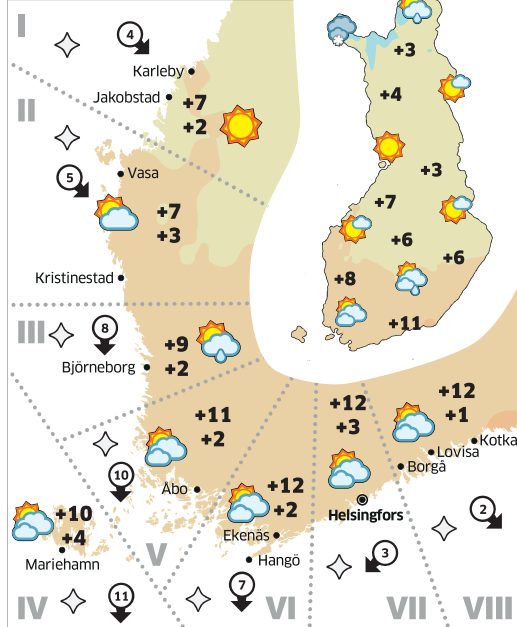 I
4
Karleby
Jakobstad
+7
+2
+3
+4
II
5
Vasa
+7
+3
+3
+7
+6
+6
+8
+11
Kristinestad
III
8
Björneborg
+9
+2
+11
+2
10
Åbo
+12
+3
+12
+1
Kotka
Lovisa
Borgå
Helsingfors
+12
+2
Ekenäs
Hangö
+10
+4
Mariehamn
2
3
V
IV
11
7
VI
VII
VIII